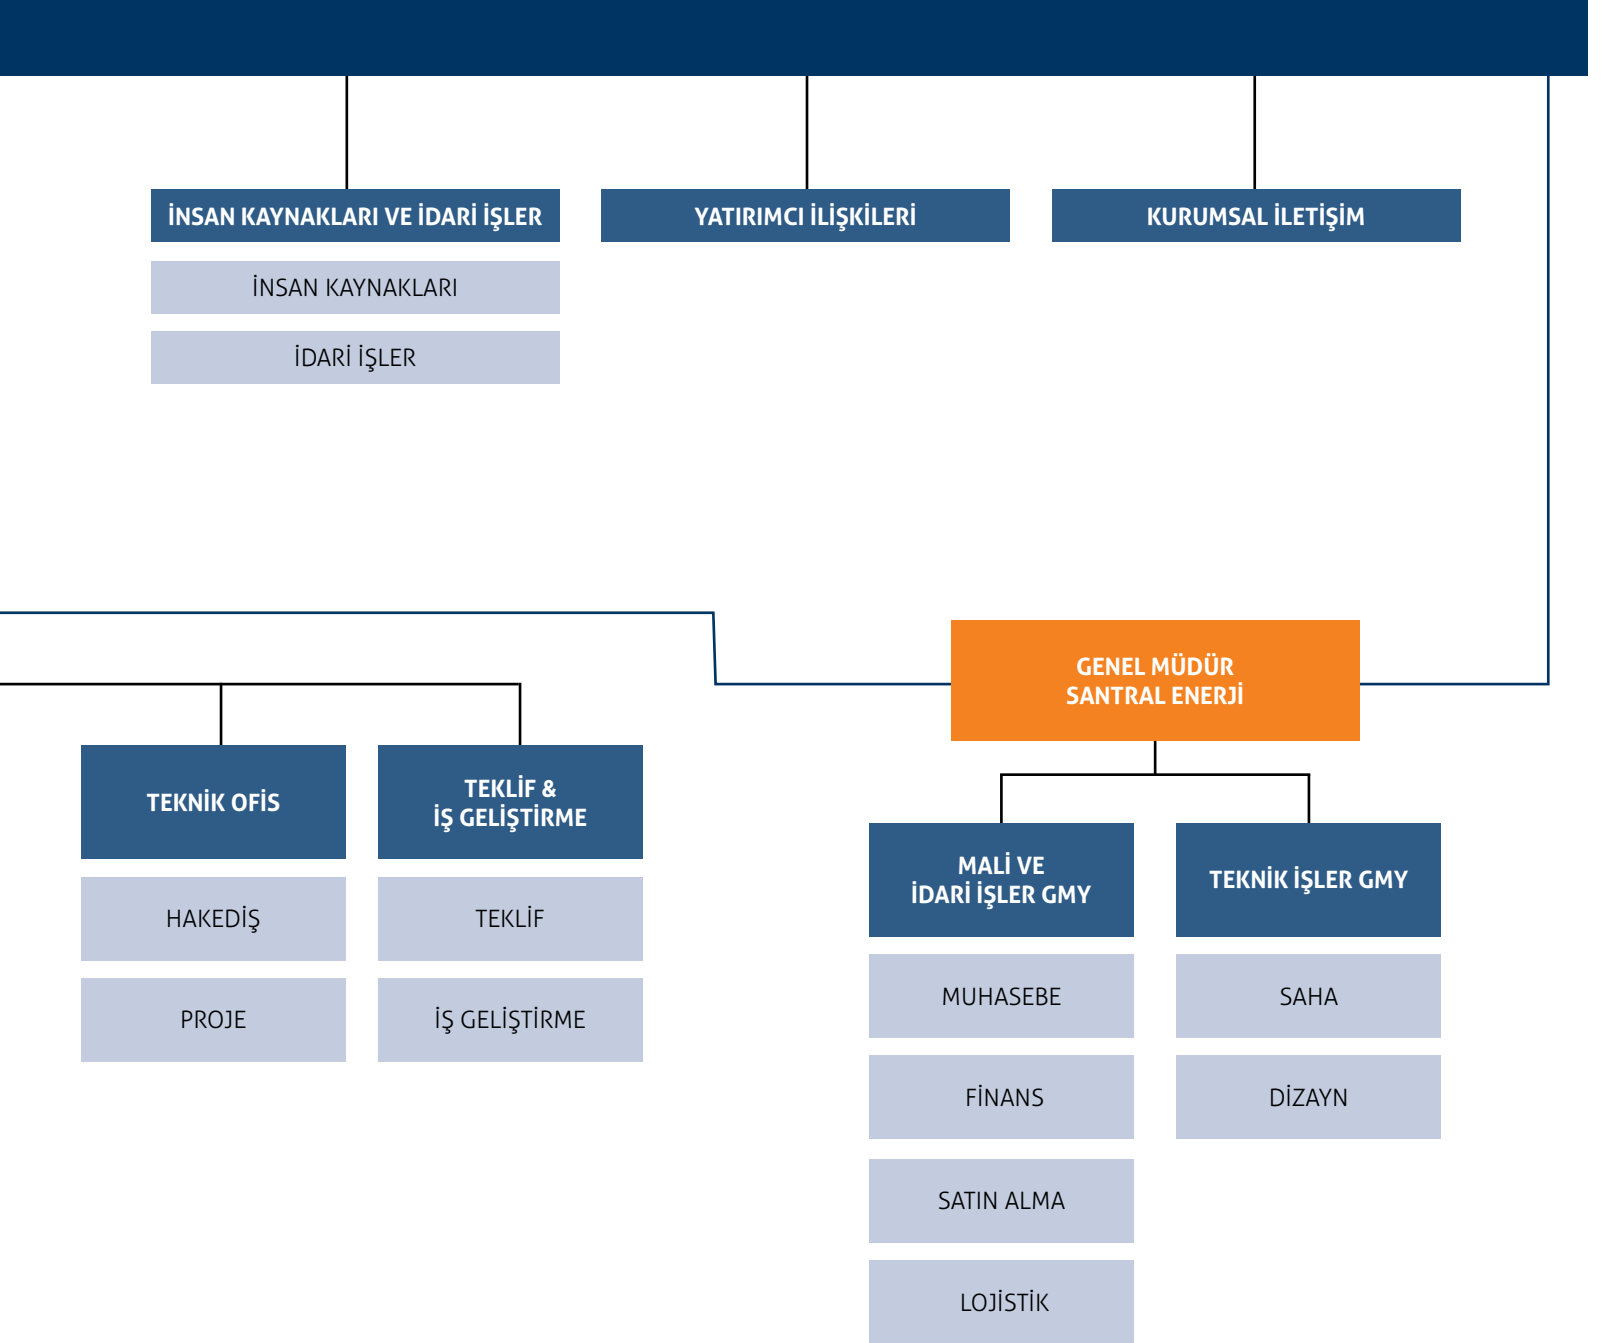 İNSAN KAYNAKLARI VE İDARİ İŞLER
İNSAN KAYNAKLARI
İDARİ İŞLER
YATIRIMCI İLİŞKİLERİ
KURUMSAL İLETİŞİM
TEKNİK OFİS
HAKEDİŞ
PROJE
TEKLİF &
İŞ GELİŞTİRME
TEKLİF
İŞ GELİŞTİRME
GENEL MÜDÜR
SANTRAL ENERJİ
MALİ VE
İDARİ İŞLER GMY
MUHASEBE
FİNANS
SATIN ALMA
LOJİSTİK
TEKNİK İŞLER GMY
SAHA
DİZAYN